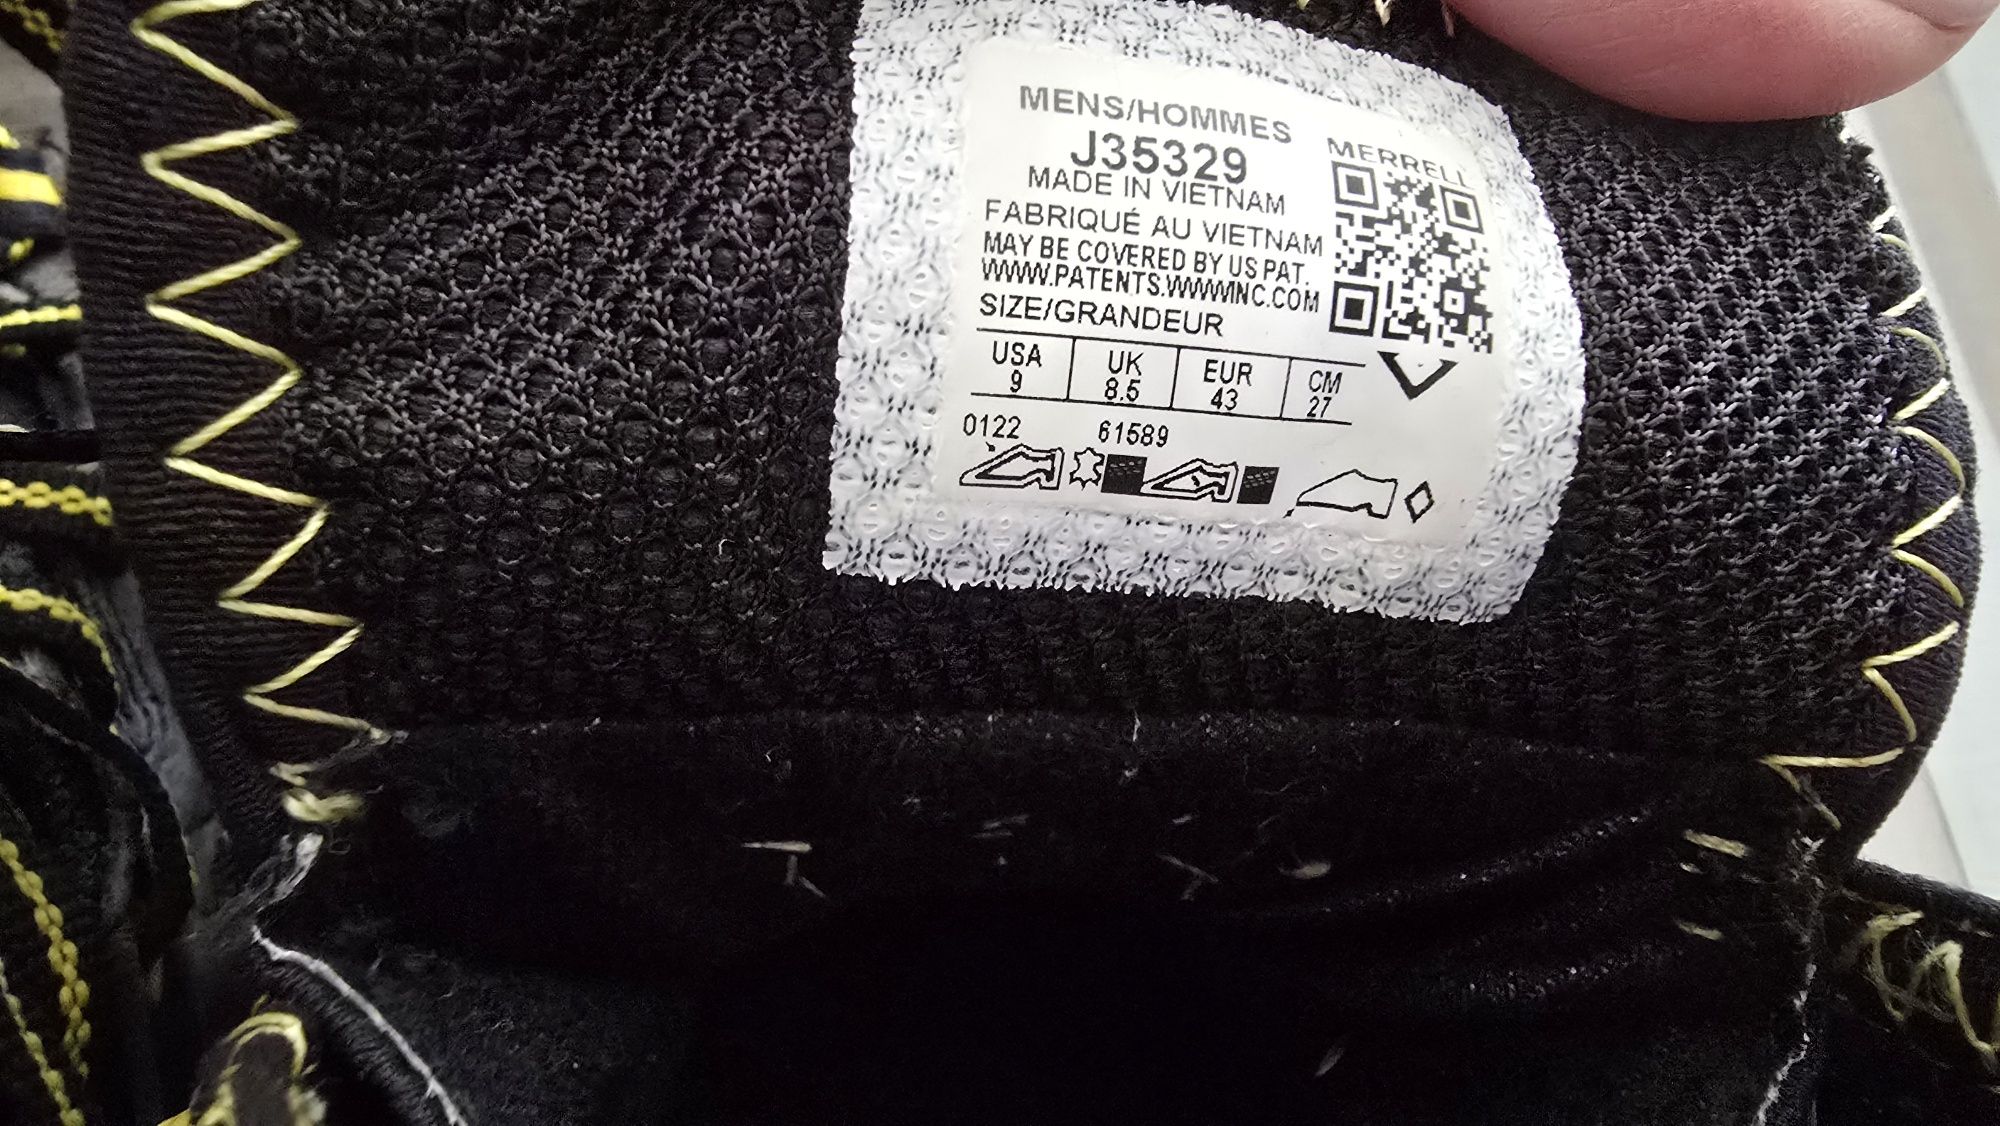 MENS/HOMMES
J35329
MERRELL
MADE IN VIETNAM
FABRIQUÉ AU VIETNAM
MAY BE COVERED BY US PAT.
WWW.PATENTS.WWWINC.COM
SIZE/GRANDEUR
USA UK EUR CM
9 8.5 43 27
0122 61589